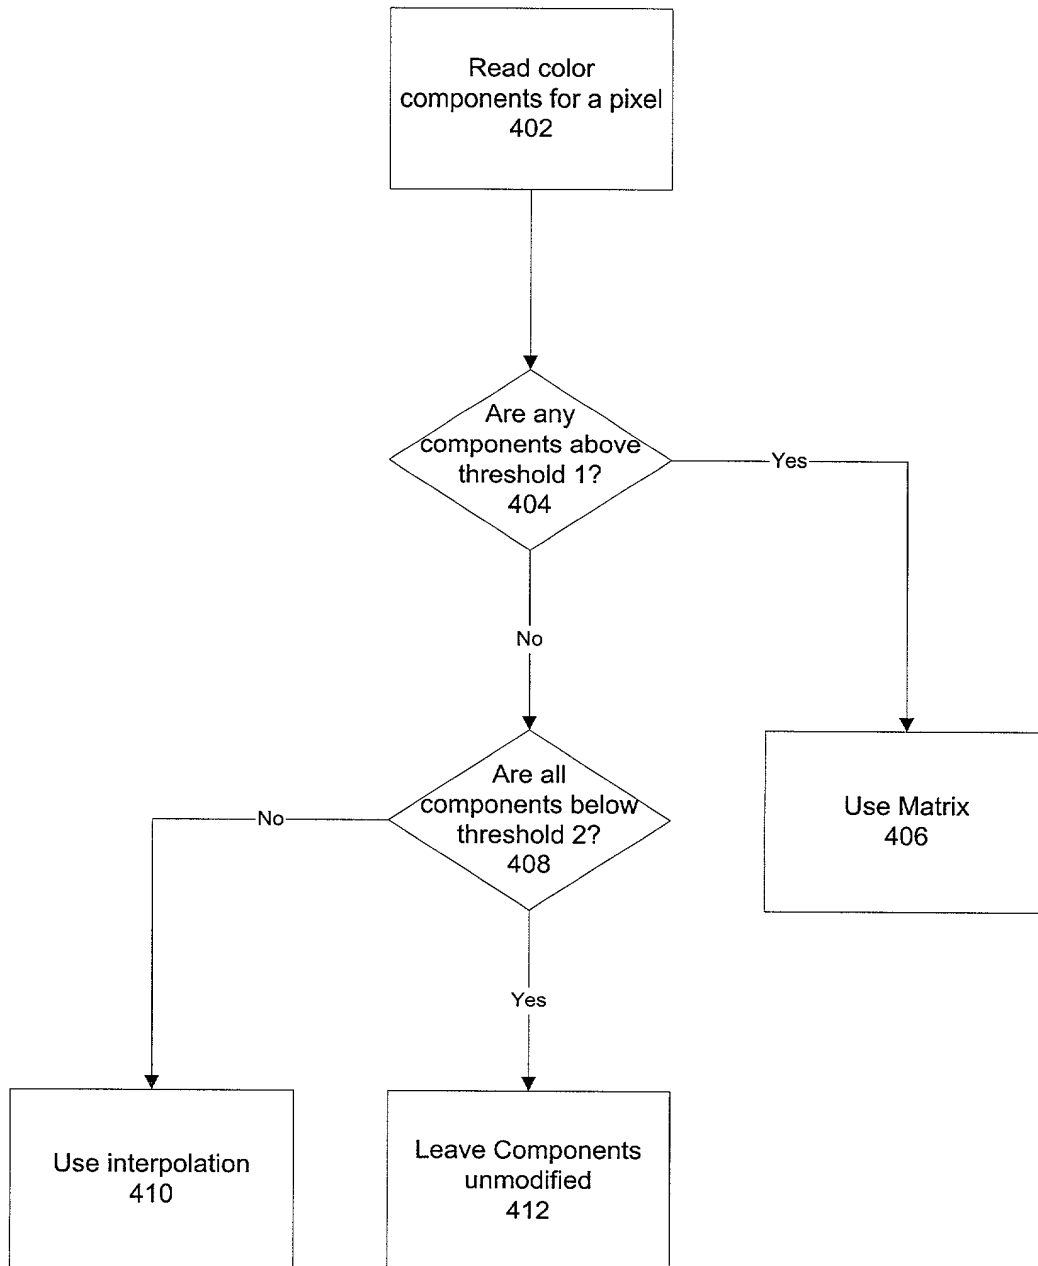 Read color
components for a pixel
402
Are any
components above
threshold 1?
404
Yes
No
Are all
components below
threshold 2?
408
Use Matrix
406
No
Yes
Use interpolation
410
Leave Components
unmodified
412